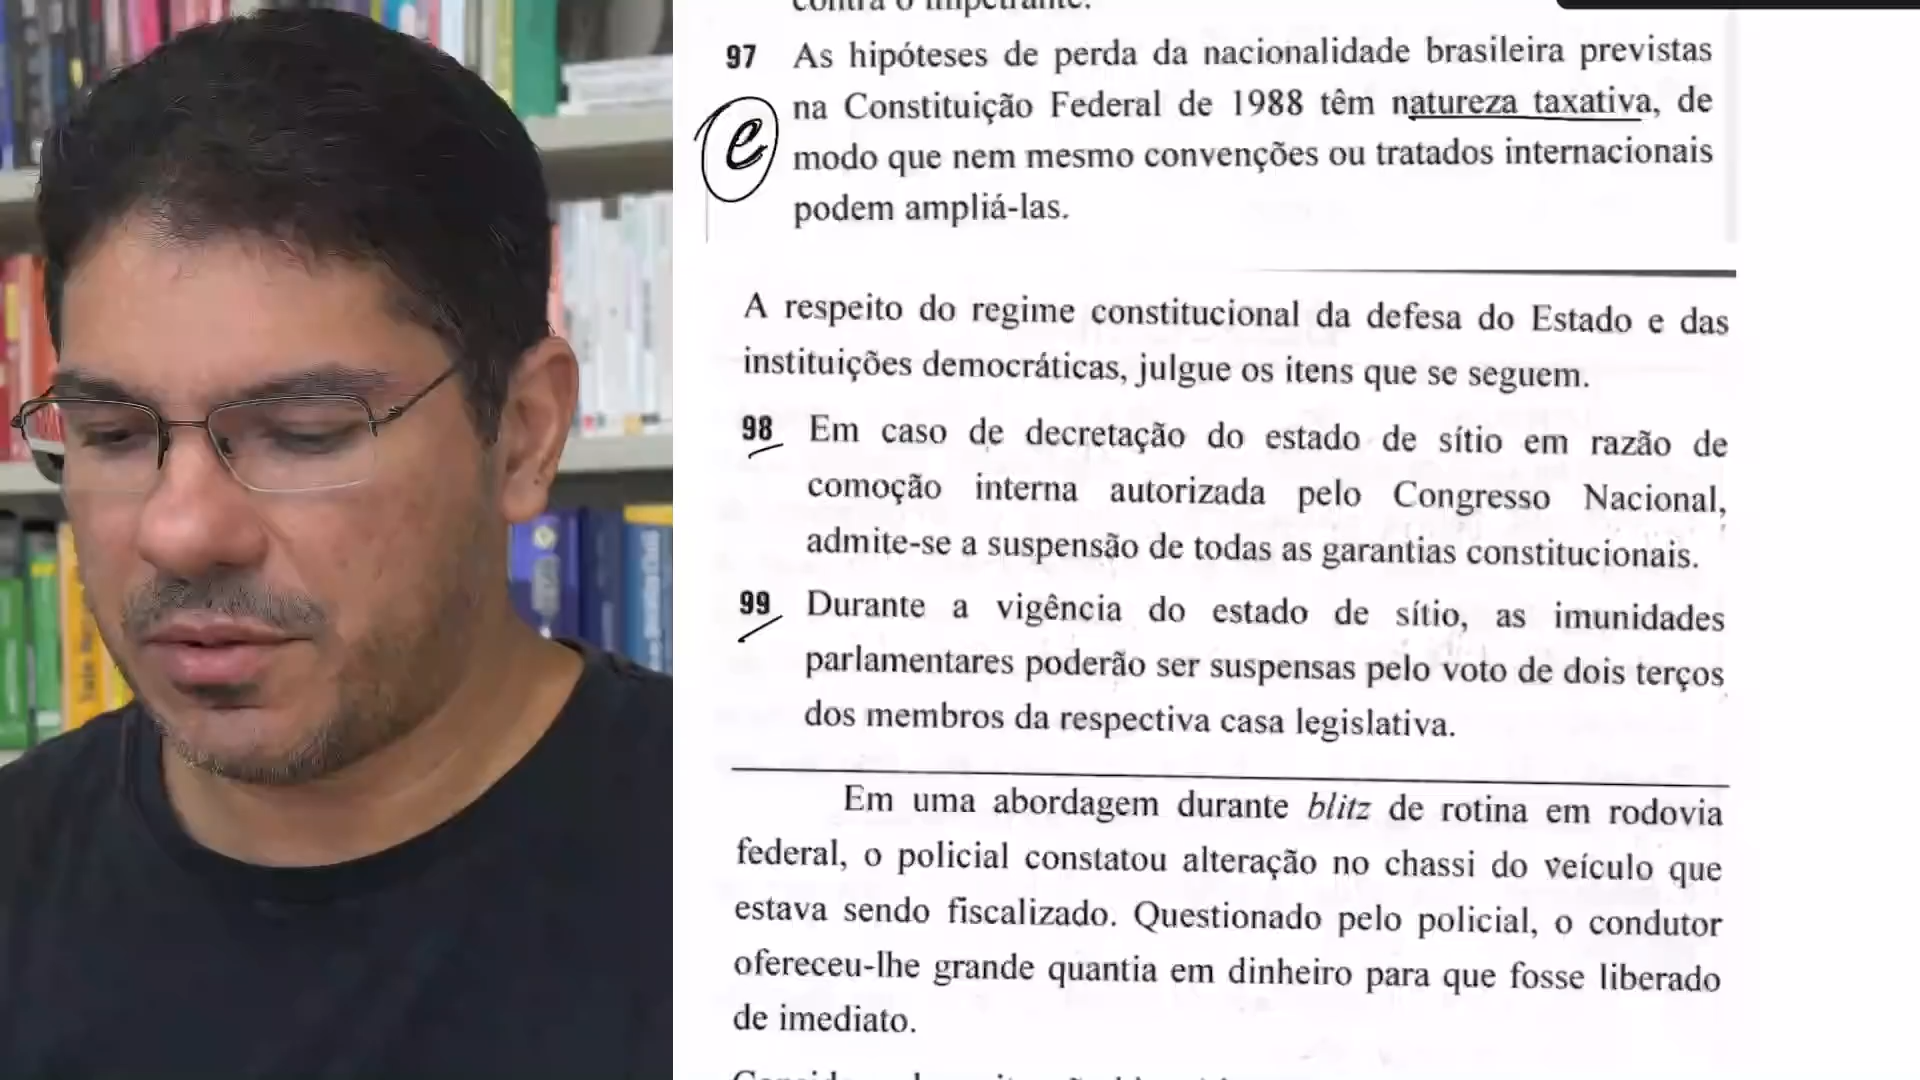 contra o impetrante.
97 As hipóteses de perda da nacionalidade brasileira previstas
na Constituição Federal de 1988 têm natureza taxativa, de
e
modo que nem mesmo convenções ou tratados internacionais
podem ampliá-las.
A respeito do regime constitucional da defesa do Estado e das
instituições democráticas, julgue os itens que se seguem.
98 Em caso de decretação do estado de sítio em razão de
comoção interna autorizada pelo Congresso Nacional,
admite-se a suspensão de todas as garantias constitucionais.
99 Durante a vigência do estado de sítio, as imunidades
parlamentares poderão ser suspensas pelo voto de dois terços
dos membros da respectiva casa legislativa.
Em uma abordagem durante blitz de rotina em rodovia
federal, o policial constatou alteração no chassi do veículo que
estava sendo fiscalizado. Questionado pelo policial, o condutor
ofereceu-lhe grande quantia em dinheiro para que fosse liberado
de imediato.